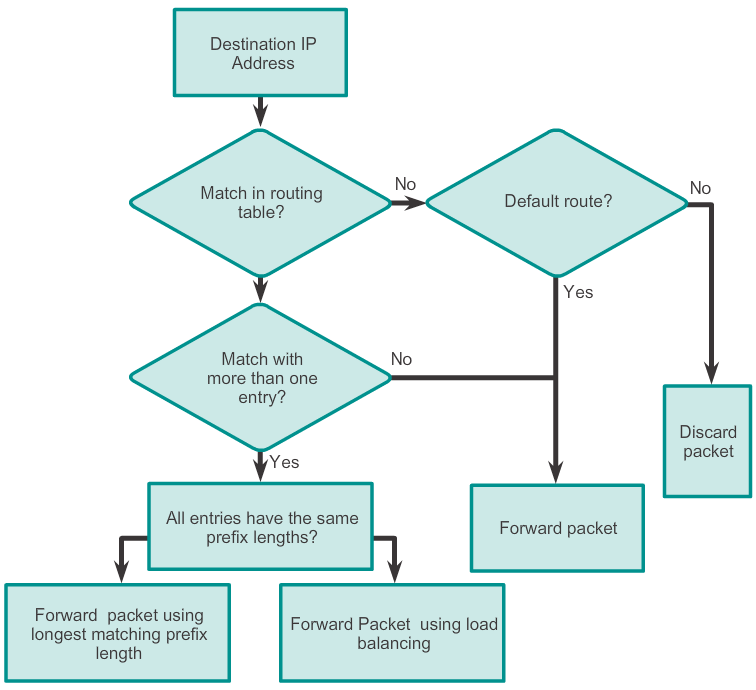 Destination IP
Address
Match in routing
table?
No
Default route?
No
Yes
Match with
more than one
entry?
No
Discard
packet
Yes
All entries have the same
prefix lengths?
Forward packet
Forward  packet using
longest matching prefix
length
Forward Packet  using load
balancing